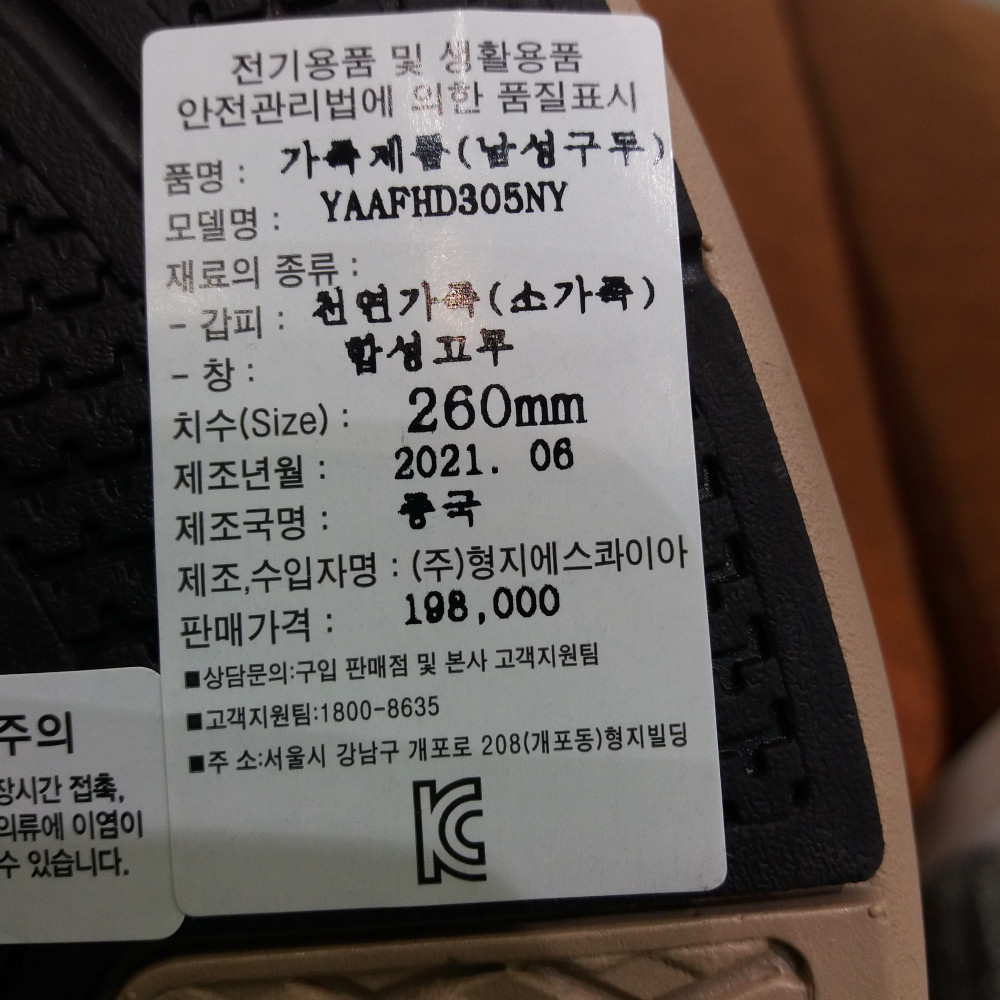 전기용품 및 생활용품
안전관리법에 의한 품질표시
품명 : 가죽제품(남성구두)
모델명 : YAAFHD305NY
재료의 종류 :
- 갑피 : 천연가죽(소가죽)
- 창 : 합성고무
치수(Size) : 260mm
제조년월 : 2021. 06
제조국명 : 중국
제조,수입자명 : (주)형지에스콰이아
판매가격 : 198,000
■상담문의:구입 판매점 및 본사 고객지원팀
■고객지원팀:1800-8635
■주 소:서울시 강남구 개포로 208(개포동)형지빌딩
KC
주의
장시간 접촉,
의류에 이염이
수 있습니다.